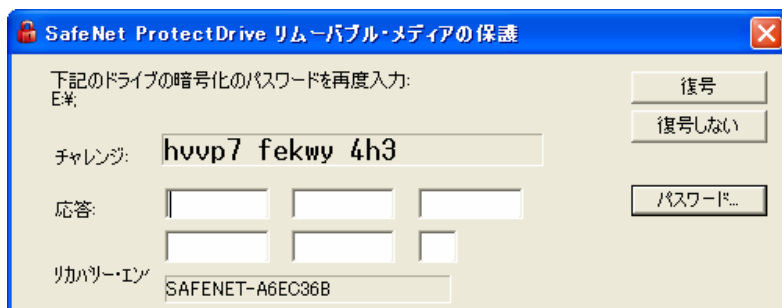 SafeNet ProtectDrive リムーバブル・メディアの保護
下記のドライブの暗号化のパスワードを再度入力:
E:¥;
復号
復号しない
チャレンジ: hvvp7 fekwy 4h3
応答:
パスワード...
リカバリー・エン
SAFENET-A6EC36B